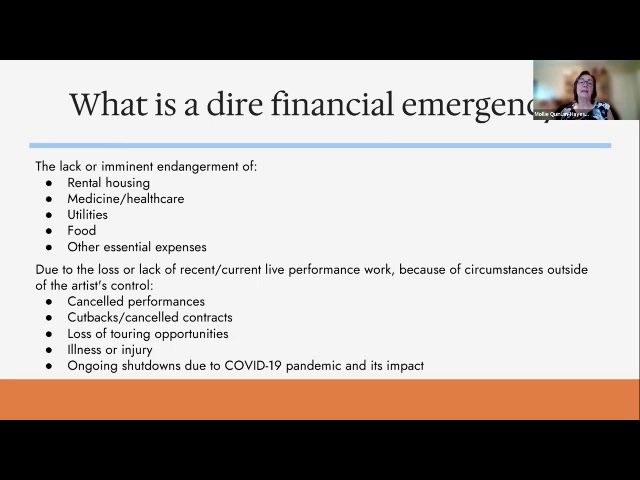 What is a dire financial emergency
Mollie Quinlan-Hayes...
The lack or imminent endangerment of:
● Rental housing
● Medicine/healthcare
● Utilities
● Food
● Other essential expenses
Due to the loss or lack of recent/current live performance work, because of circumstances outside
of the artist's control:
● Cancelled performances
● Cutbacks/cancelled contracts
● Loss of touring opportunities
● Illness or injury
● Ongoing shutdowns due to COVID-19 pandemic and its impact